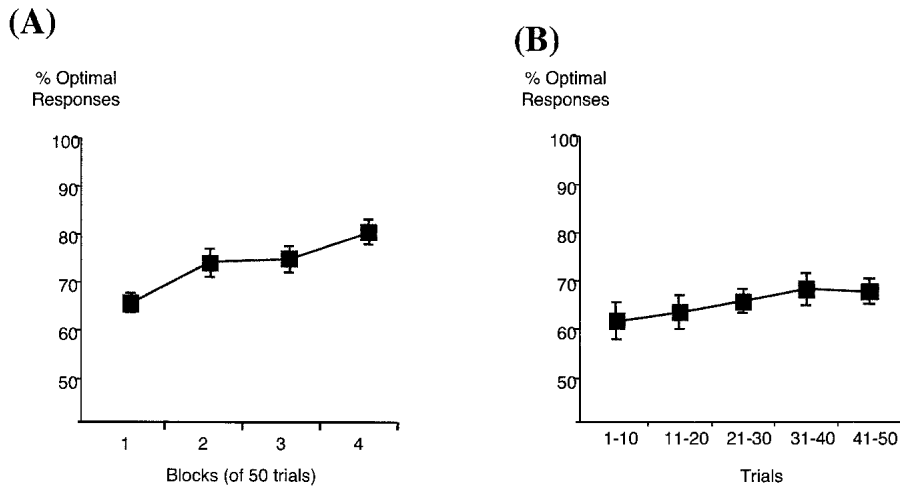 (A)
% Optimal
Responses
100
90
80
70
60
50
1 2 3 4
Blocks (of 50 trials)
(B)
% Optimal
Responses
100
90
80
70
60
50
1-10 11-20 21-30 31-40 41-50
Trials